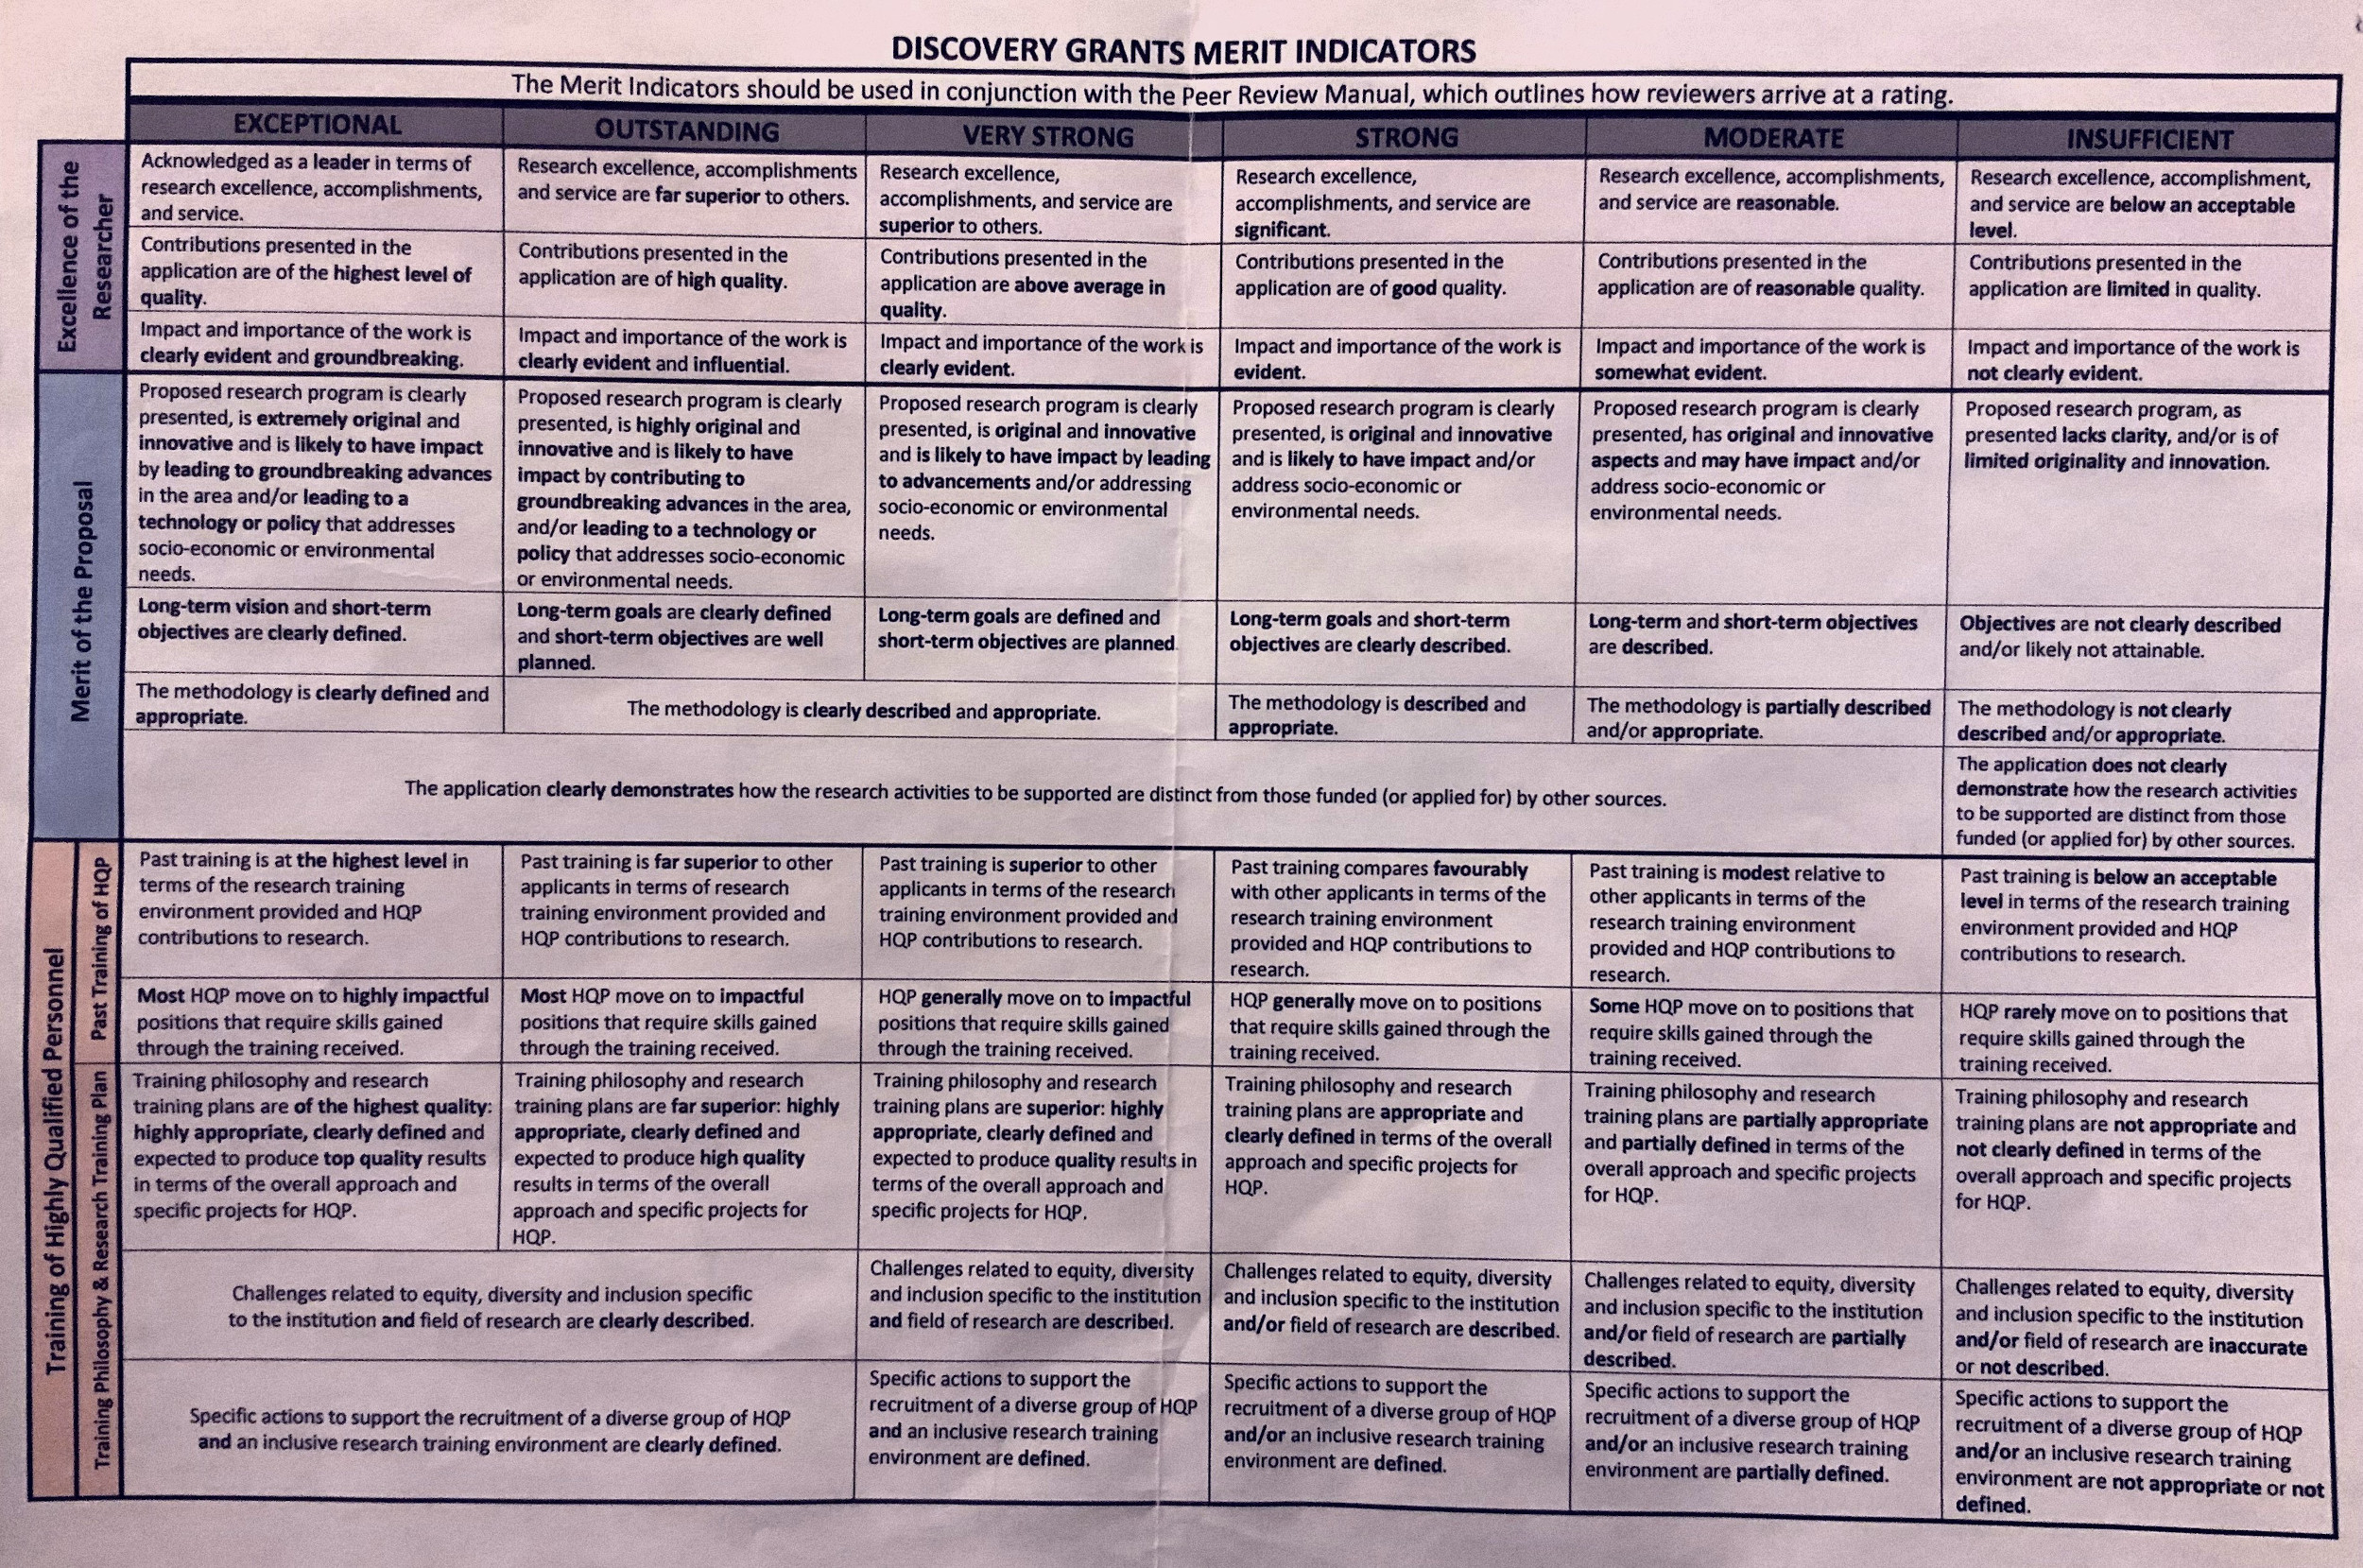 DISCOVERY GRANTS MERIT INDICATORS
The Merit Indicators should be used in conjunction with the Peer Review Manual, which outlines how reviewers arrive at a rating.
EXCEPTIONAL
OUTSTANDING
VERY STRONG
STRONG
MODERATE
INSUFFICIENT
Excellence of the
Researcher
Acknowledged as a leader in terms of
research excellence, accomplishments,
and service.
Research excellence, accomplishments
and service are far superior to others.
Research excellence,
accomplishments, and service are
superior to others.
Research excellence,
accomplishments, and service are
significant.
Research excellence, accomplishments,
and service are reasonable.
Research excellence, accomplishment,
and service are below an acceptable
level.
Contributions presented in the
application are of the highest level of
quality.
Contributions presented in the
application are of high quality.
Contributions presented in the
application are above average in
quality.
Contributions presented in the
application are of good quality.
Contributions presented in the
application are of reasonable quality.
Contributions presented in the
application are limited in quality.
Impact and importance of the work is
clearly evident and groundbreaking.
Impact and importance of the work is
clearly evident and influential.
Impact and importance of the work is
clearly evident.
Impact and importance of the work is
evident.
Impact and importance of the work is
somewhat evident.
Impact and importance of the work is
not clearly evident.
Merit of the Proposal
Proposed research program is clearly
presented, is extremely original and
innovative and is likely to have impact
by leading to groundbreaking advances
in the area and/or leading to a
technology or policy that addresses
socio-economic or environmental
needs.
Proposed research program is clearly
presented, is highly original and
innovative and is likely to have
impact by contributing to
groundbreaking advances in the area,
and/or leading to a technology or
policy that addresses socio-economic
or environmental needs.
Proposed research program is clearly
presented, is original and innovative
and is likely to have impact by leading
to advancements and/or addressing
socio-economic or environmental
needs.
Proposed research program is clearly
presented, is original and innovative
and is likely to have impact and/or
address socio-economic or
environmental needs.
Proposed research program is clearly
presented, has original and innovative
aspects and may have impact and/or
address socio-economic or
environmental needs.
Proposed research program, as
presented lacks clarity, and/or is of
limited originality and innovation.
Long-term vision and short-term
objectives are clearly defined.
Long-term goals are clearly defined
and short-term objectives are well
planned.
Long-term goals are defined and
short-term objectives are planned.
Long-term goals and short-term
objectives are clearly described.
Long-term and short-term objectives
are described.
Objectives are not clearly described
and/or likely not attainable.
The methodology is clearly defined and
appropriate.
The methodology is clearly described and appropriate.
The methodology is described and
appropriate.
The methodology is partially described
and/or appropriate.
The methodology is not clearly
described and/or appropriate.
The application clearly demonstrates how the research activities to be supported are distinct from those funded (or applied for) by other sources.
The application does not clearly
demonstrate how the research activities
to be supported are distinct from those
funded (or applied for) by other sources.
Training of Highly Qualified Personnel
Past Training of HQP
Past training is at the highest level in
terms of the research training
environment provided and HQP
contributions to research.
Past training is far superior to other
applicants in terms of research
training environment provided and
HQP contributions to research.
Past training is superior to other
applicants in terms of the research
training environment provided and
HQP contributions to research.
Past training compares favourably
with other applicants in terms of the
research training environment
provided and HQP contributions to
research.
Past training is modest relative to
other applicants in terms of the
research training environment
provided and HQP contributions to
research.
Past training is below an acceptable
level in terms of the research training
environment provided and HQP
contributions to research.
Most HQP move on to highly impactful
positions that require skills gained
through the training received.
Most HQP move on to impactful
positions that require skills gained
through the training received.
HQP generally move on to impactful
positions that require skills gained
through the training received.
HQP generally move on to positions
that require skills gained through the
training received.
Some HQP move on to positions that
require skills gained through the
training received.
HQP rarely move on to positions that
require skills gained through the
training received.
Training Philosophy & Research Training Plan
Training philosophy and research
training plans are of the highest quality:
highly appropriate, clearly defined and
expected to produce top quality results
in terms of the overall approach and
specific projects for HQP.
Training philosophy and research
training plans are far superior: highly
appropriate, clearly defined and
expected to produce high quality
results in terms of the overall
approach and specific projects for
HQP.
Training philosophy and research
training plans are superior: highly
appropriate, clearly defined and
expected to produce quality results in
terms of the overall approach and
specific projects for HQP.
Training philosophy and research
training plans are appropriate and
clearly defined in terms of the overall
approach and specific projects for
HQP.
Training philosophy and research
training plans are partially appropriate
and partially defined in terms of the
overall approach and specific projects
for HQP.
Training philosophy and research
training plans are not appropriate and
not clearly defined in terms of the
overall approach and specific projects
for HQP.
Challenges related to equity, diversity and inclusion specific
to the institution and field of research are clearly described.
Challenges related to equity, diversity
and inclusion specific to the institution
and field of research are described.
Challenges related to equity, diversity
and inclusion specific to the institution
and/or field of research are described.
Challenges related to equity, diversity
and inclusion specific to the institution
and/or field of research are partially
described.
Challenges related to equity, diversity
and inclusion specific to the institution
and/or field of research are inaccurate
or not described.
Specific actions to support the recruitment of a diverse group of HQP
and an inclusive research training environment are clearly defined.
Specific actions to support the
recruitment of a diverse group of HQP
and an inclusive research training
environment are defined.
Specific actions to support the
recruitment of a diverse group of HQP
and/or an inclusive research training
environment are defined.
Specific actions to support the
recruitment of a diverse group of HQP
and/or an inclusive research training
environment are partially defined.
Specific actions to support the
recruitment of a diverse group of HQP
and/or an inclusive research training
environment are not appropriate or not
defined.